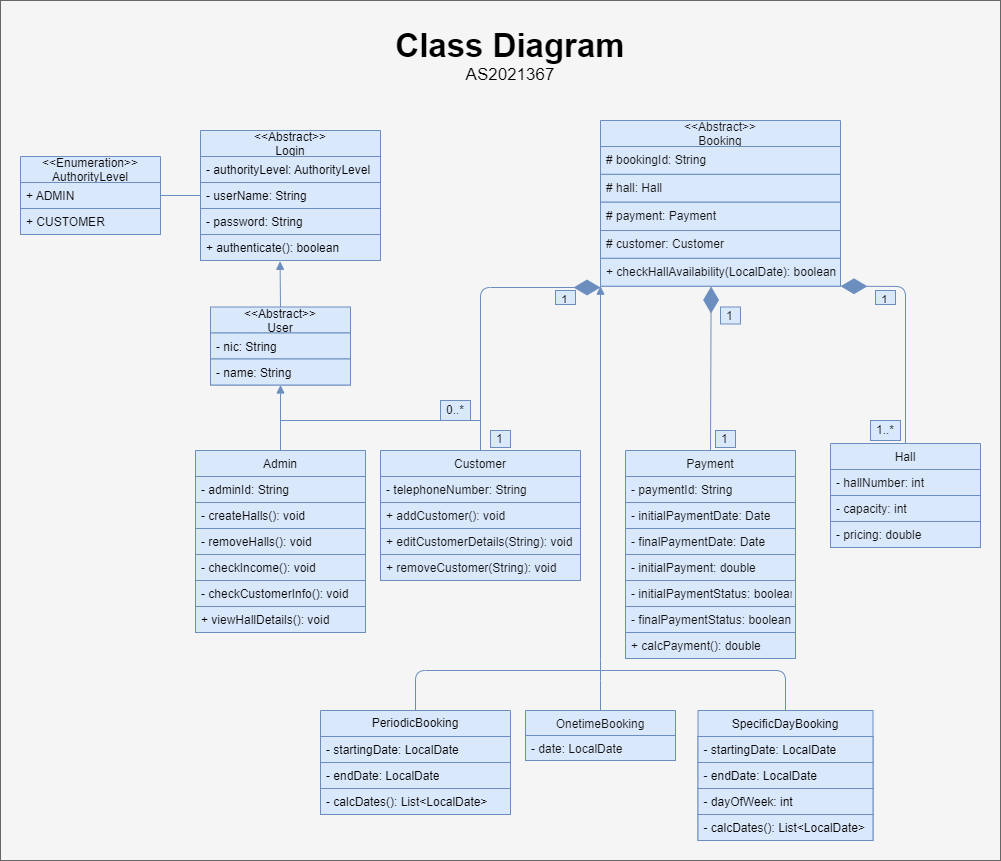 Class Diagram
AS2021367
<<Enumeration>>
AuthorityLevel
+ ADMIN
+ CUSTOMER
<<Abstract>>
Login
- authorityLevel: AuthorityLevel
- userName: String
- password: String
+ authenticate(): boolean
<<Abstract>>
User
- nic: String
- name: String
<<Abstract>>
Booking
# bookingId: String
# hall: Hall
# payment: Payment
# customer: Customer
+ checkHallAvailability(LocalDate): boolean
1
1
1
0..*
1
1
1..*
Admin
- adminId: String
- createHalls(): void
- removeHalls(): void
- checkIncome(): void
- checkCustomerInfo(): void
+ viewHallDetails(): void
Customer
- telephoneNumber: String
+ addCustomer(): void
+ editCustomerDetails(String): void
+ removeCustomer(String): void
Payment
- paymentId: String
- initialPaymentDate: Date
- finalPaymentDate: Date
- initialPayment: double
- initialPaymentStatus: boolea
- finalPaymentStatus: boolean
+ calcPayment(): double
Hall
- hallNumber: int
- capacity: int
- pricing: double
PeriodicBooking
- startingDate: LocalDate
- endDate: LocalDate
- calcDates(): List<LocalDate>
OnetimeBooking
- date: LocalDate
SpecificDayBooking
- startingDate: LocalDate
- endDate: LocalDate
- dayOfWeek: int
- calcDates(): List<LocalDate>